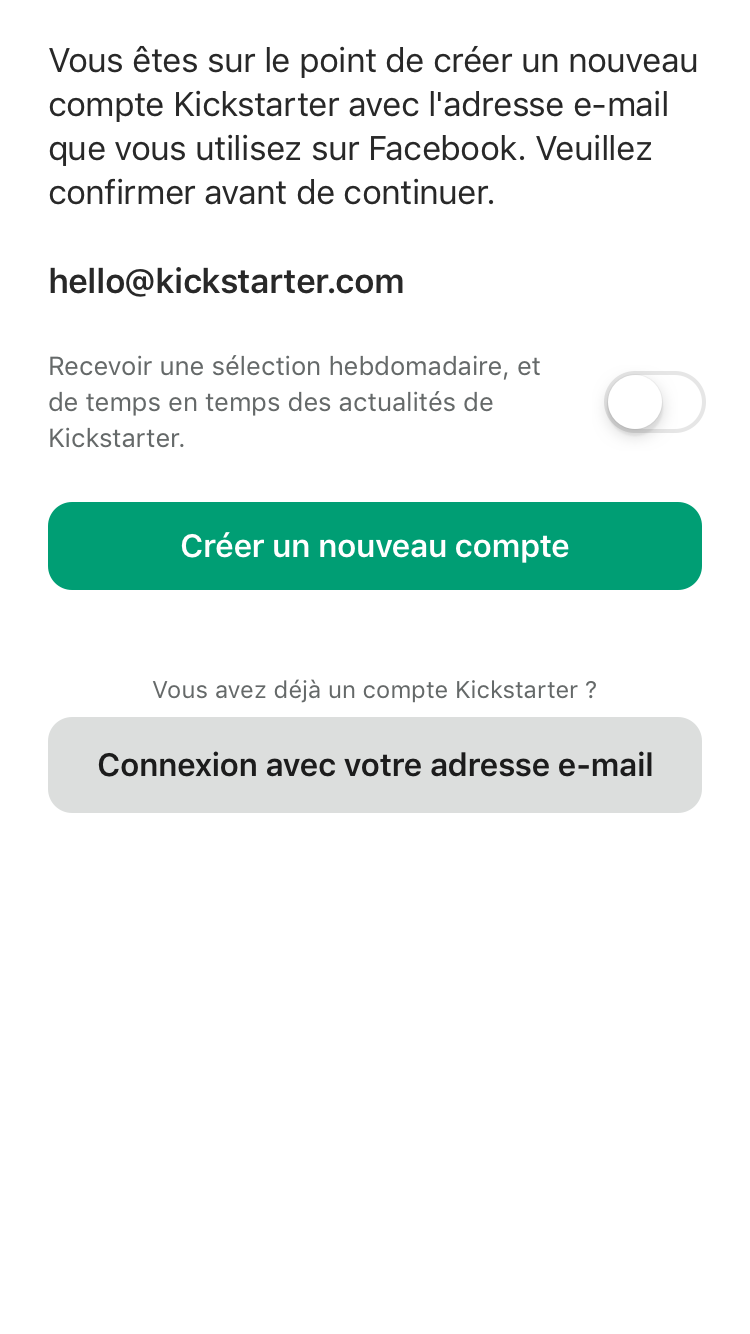 Vous êtes sur le point de créer un nouveau
compte Kickstarter avec l'adresse e-mail
que vous utilisez sur Facebook. Veuillez
confirmer avant de continuer.
hello@kickstarter.com
Recevoir une sélection hebdomadaire, et
de temps en temps des actualités de
Kickstarter.
Créer un nouveau compte
Vous avez déjà un compte Kickstarter ?
Connexion avec votre adresse e-mail